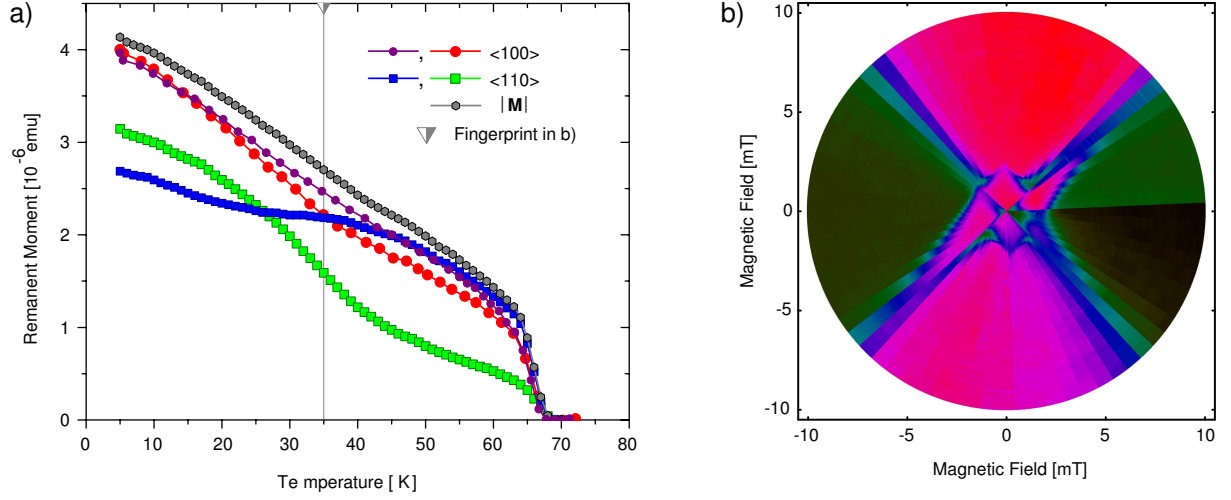 a)
4
3
2
1
0
0 10 20 30 40 50 60 70 80
Remanent Moment [10 -6 emu]
Te mperature [ K]
, <100>
, <110>
|M|
Fingerprint in b)
b)
10
5
0
-5
-10
-10 -5 0 5 10
Magnetic Field [mT]
Magnetic Field [mT]